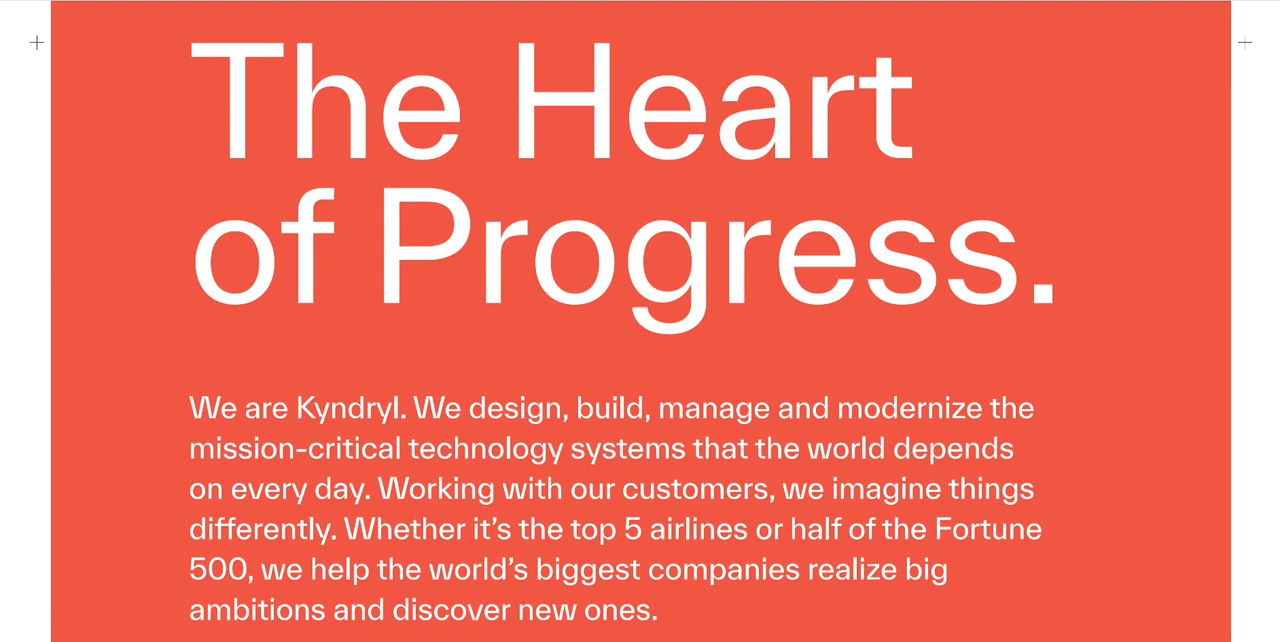 The Heart
of Progress.
We are Kyndryl. We design, build, manage and modernize the
mission-critical technology systems that the world depends
on every day. Working with our customers, we imagine things
differently. Whether it’s the top 5 airlines or half of the Fortune
500, we help the world’s biggest companies realize big
ambitions and discover new ones.